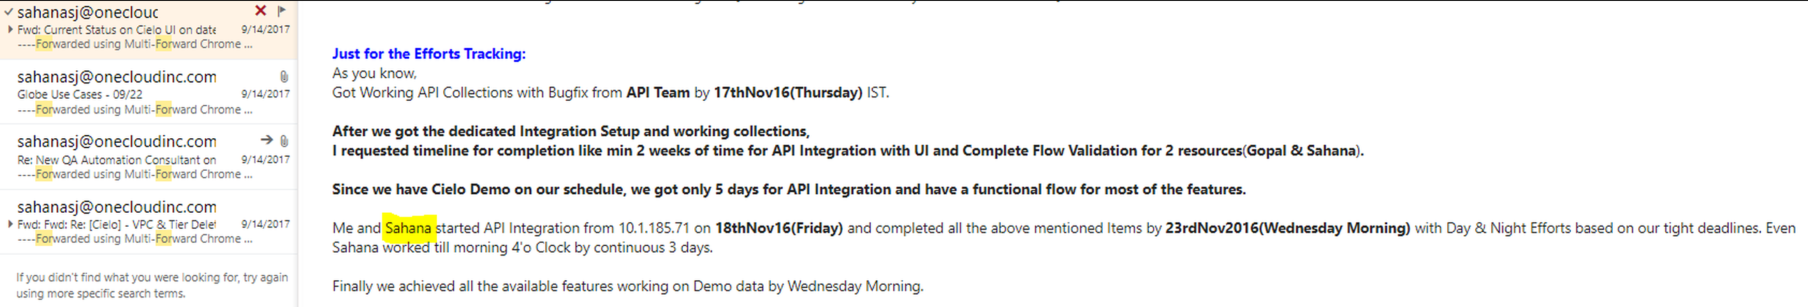 sahanasj@onecloud
Fwd: Current Status on Cielo UI on date 9/14/2017
----Forwarded using Multi-Forward Chrome ...
sahanasj@onecloudinc.com
Globe Use Cases - 09/22 9/14/2017
----Forwarded using Multi-Forward Chrome ...
sahanasj@onecloudinc.com
Re: New QA Automation Consultant on 9/14/2017
----Forwarded using Multi-Forward Chrome ...
sahanasj@onecloudinc.com
Fwd: Fwd: Re: [Cielo] - VPC & Tier Delet 9/14/2017
----Forwarded using Multi-Forward Chrome ...
If you didn't find what you were looking for, try again
using more specific search terms.
Just for the Efforts Tracking:
As you know,
Got Working API Collections with Bugfix from API Team by 17thNov16(Thursday) IST.
After we got the dedicated Integration Setup and working collections,
I requested timeline for completion like min 2 weeks of time for API Integration with UI and Complete Flow Validation for 2 resources(Gopal & Sahana).
Since we have Cielo Demo on our schedule, we got only 5 days for API Integration and have a functional flow for most of the features.
Me and Sahana started API Integration from 10.1.185.71 on 18thNov16(Friday) and completed all the above mentioned Items by 23rdNov2016(Wednesday Morning) with Day & Night Efforts based on our tight deadlines. Even
Sahana worked till morning 4'o Clock by continuous 3 days.
Finally we achieved all the available features working on Demo data by Wednesday Morning.